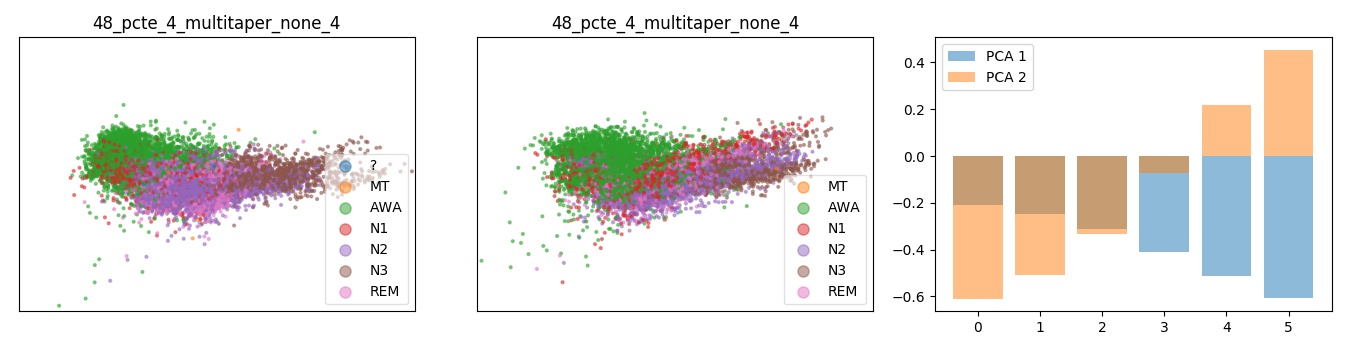 48_pcte_4_multitaper_none_4
?
MT
AWA
N1
N2
N3
REM
48_pcte_4_multitaper_none_4
MT
AWA
N1
N2
N3
REM
PCA 1
PCA 2
0.4
0.2
0.0
−0.2
−0.4
−0.6
0 1 2 3 4 5